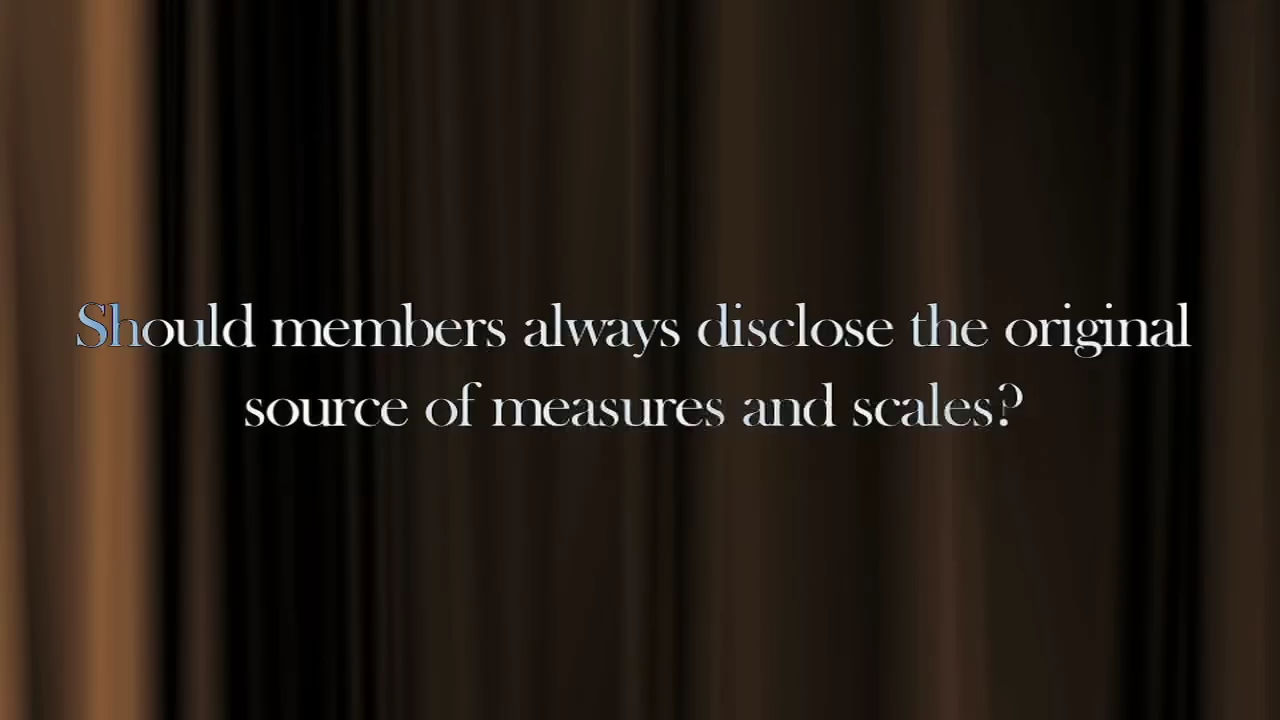 Should members always disclose the original
source of measures and scales?